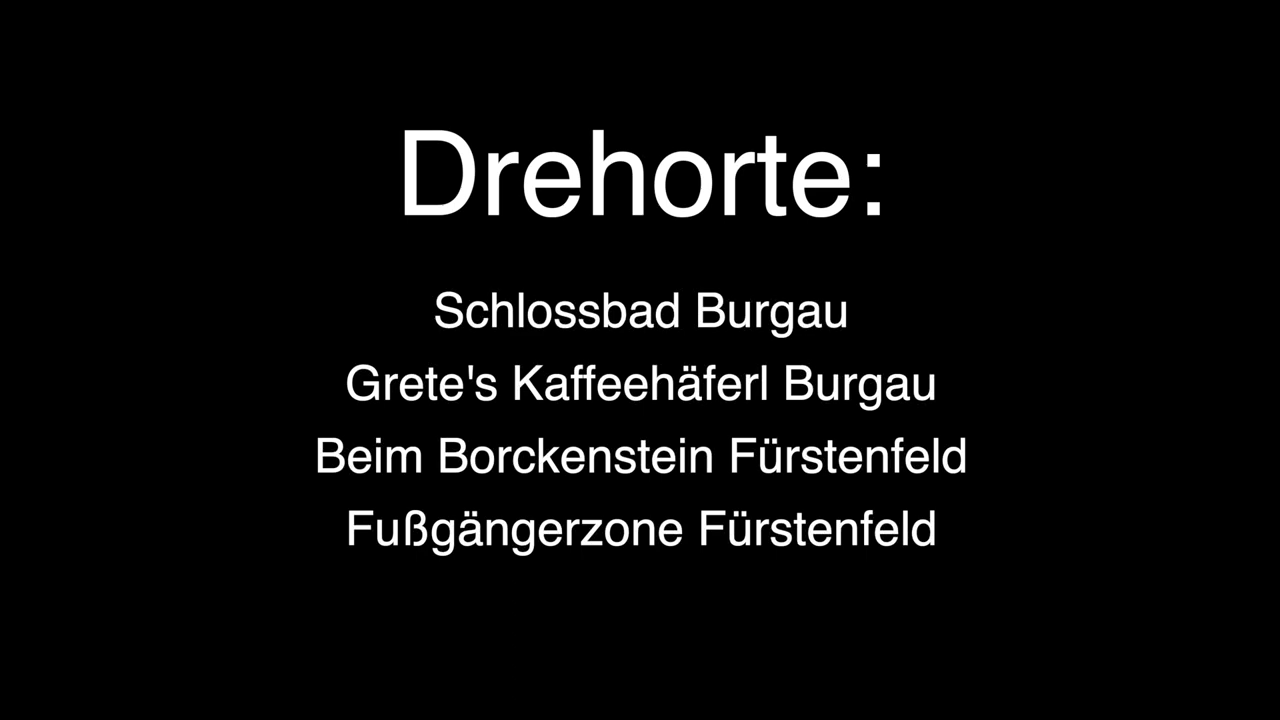 Drehorte:
Schlossbad Burgau
Grete's Kaffeehäferl Burgau
Beim Borckenstein Fürstenfeld
Fußgängerzone Fürstenfeld